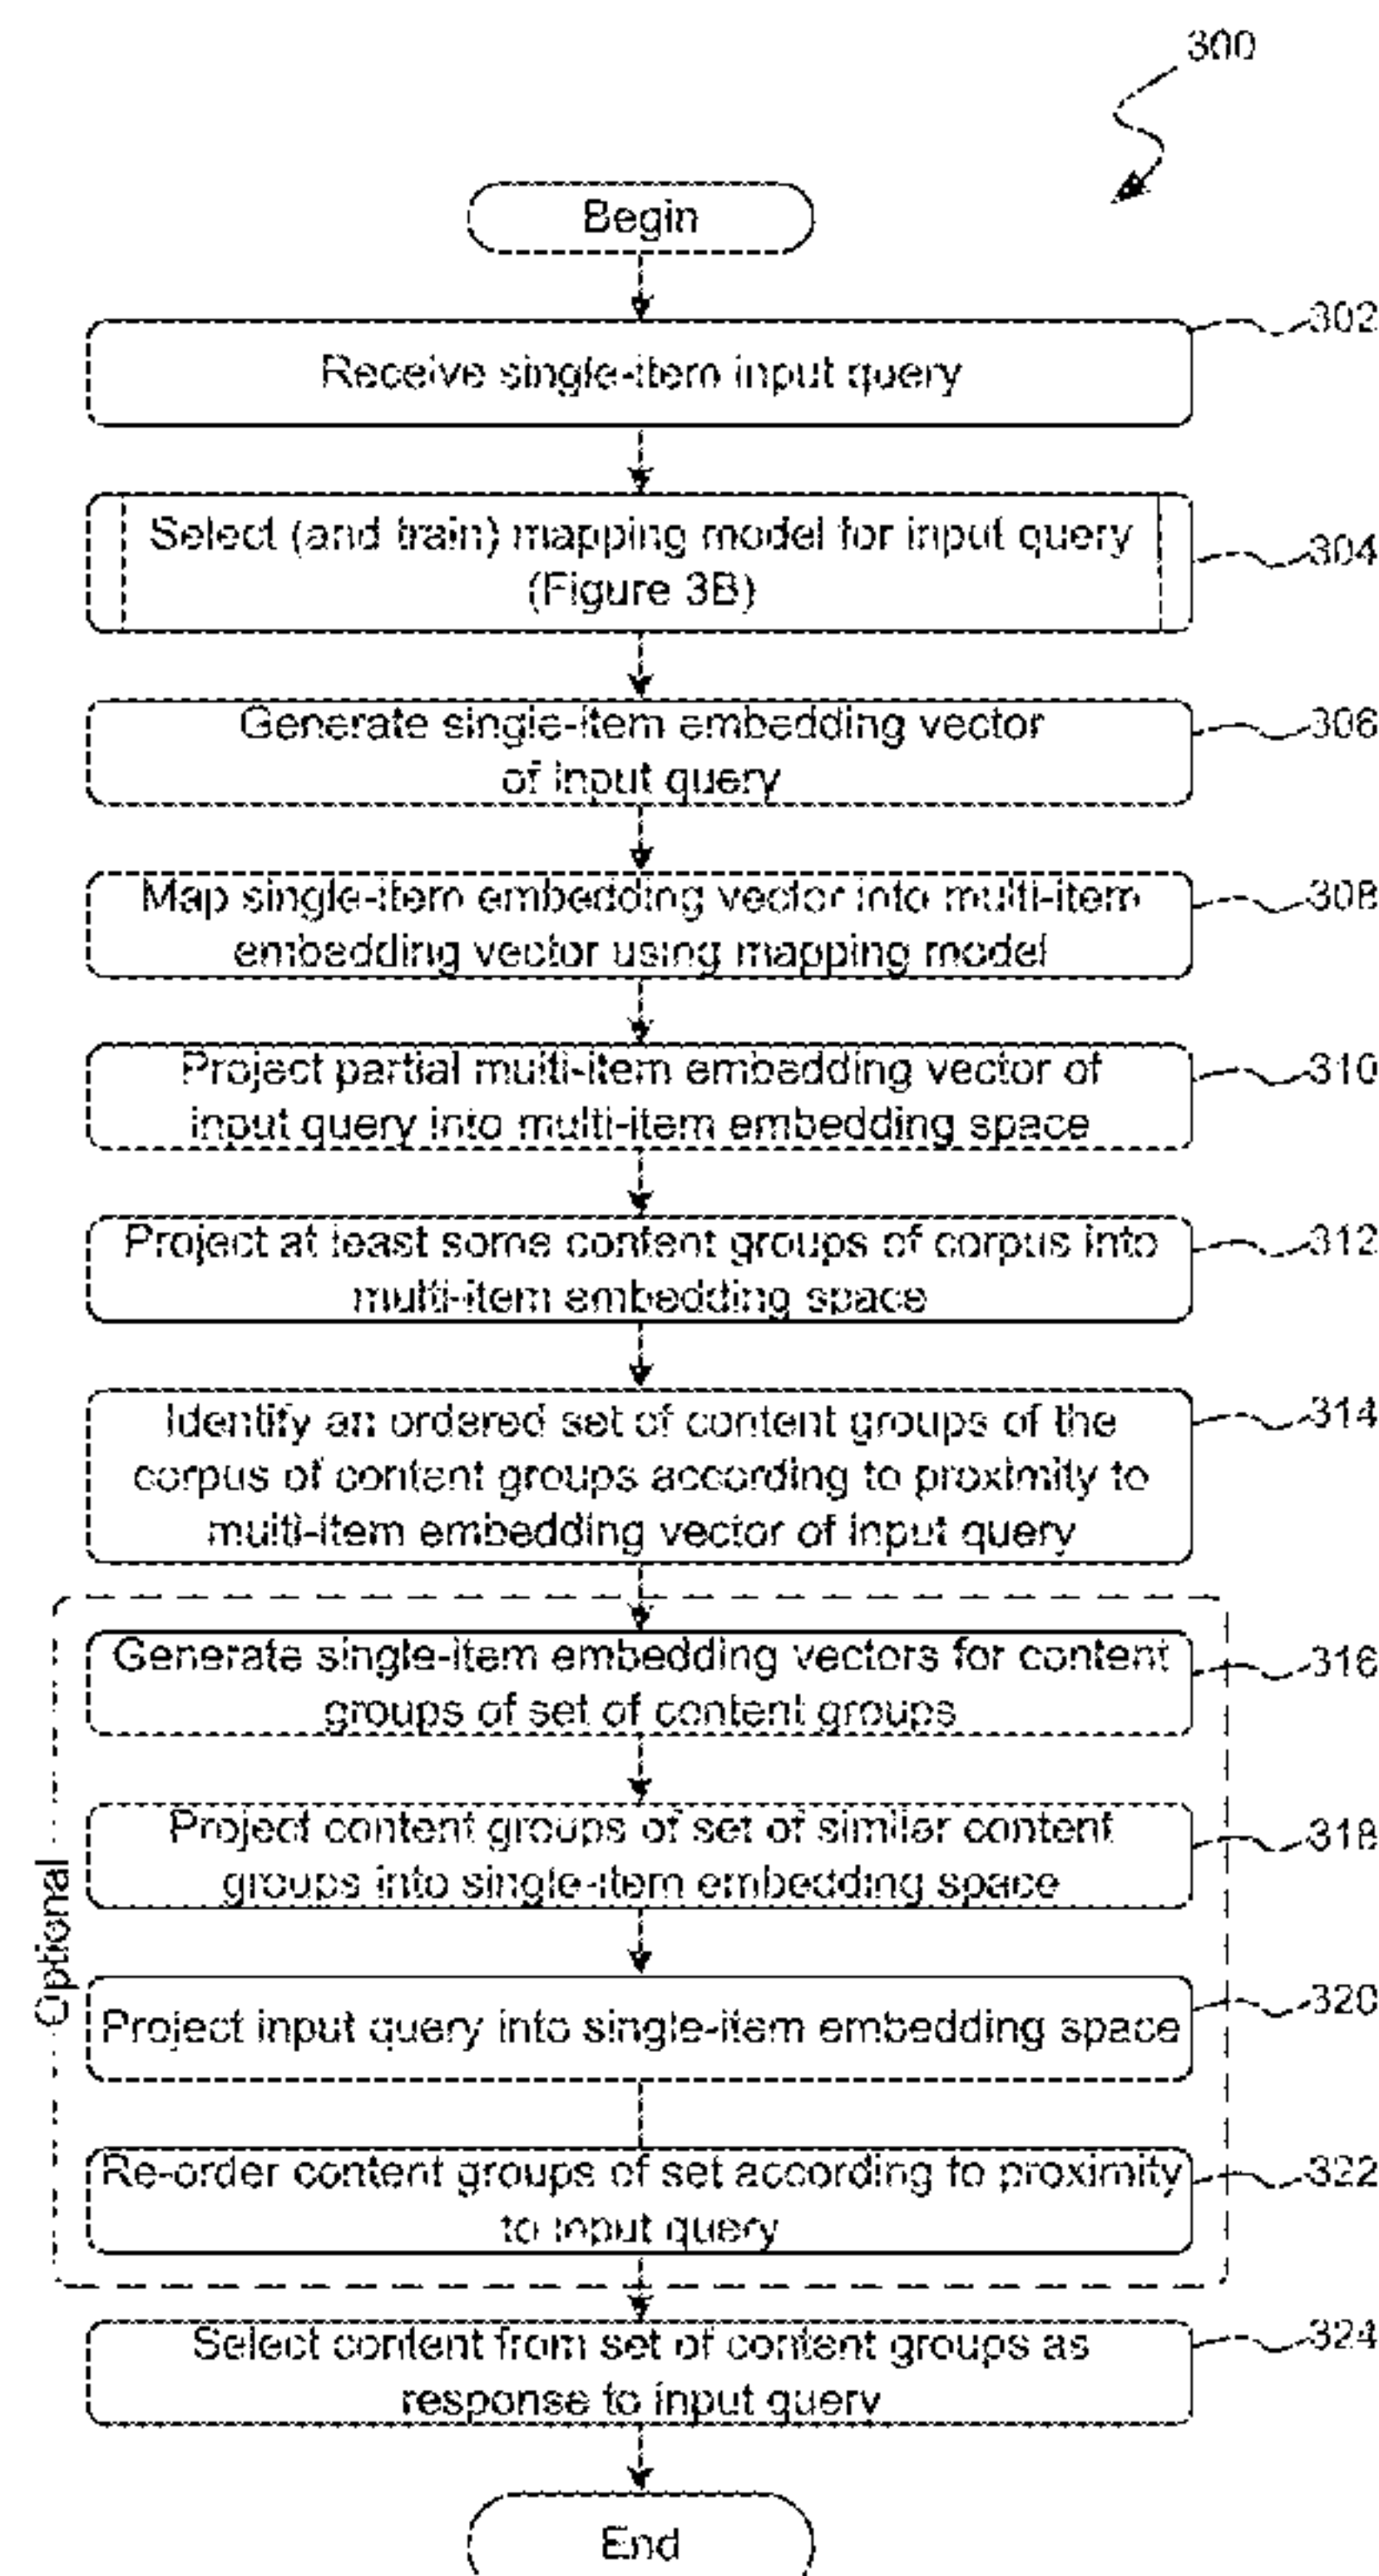 300
Begin
302
Receive single-item input query
304
Select (and train) mapping model for input query
(Figure 3B)
306
Generate single-item embedding vector
of input query
308
Map single-item embedding vector into multi-item
embedding vector using mapping model
310
Project partial multi-item embedding vector of
input query into multi-item embedding space
312
Project at least some content groups of corpus into
multi-item embedding space
314
Identify an ordered set of content groups of the
corpus of content groups according to proximity to
multi-item embedding vector of input query
Optional
316
Generate single-item embedding vectors for content
groups of set of content groups
318
Project content groups of set of similar content
groups into single-item embedding space
320
Project input query into single-item embedding space
322
Re-order content groups of set according to proximity
to input query
324
Select content from set of content groups as
response to input query
End